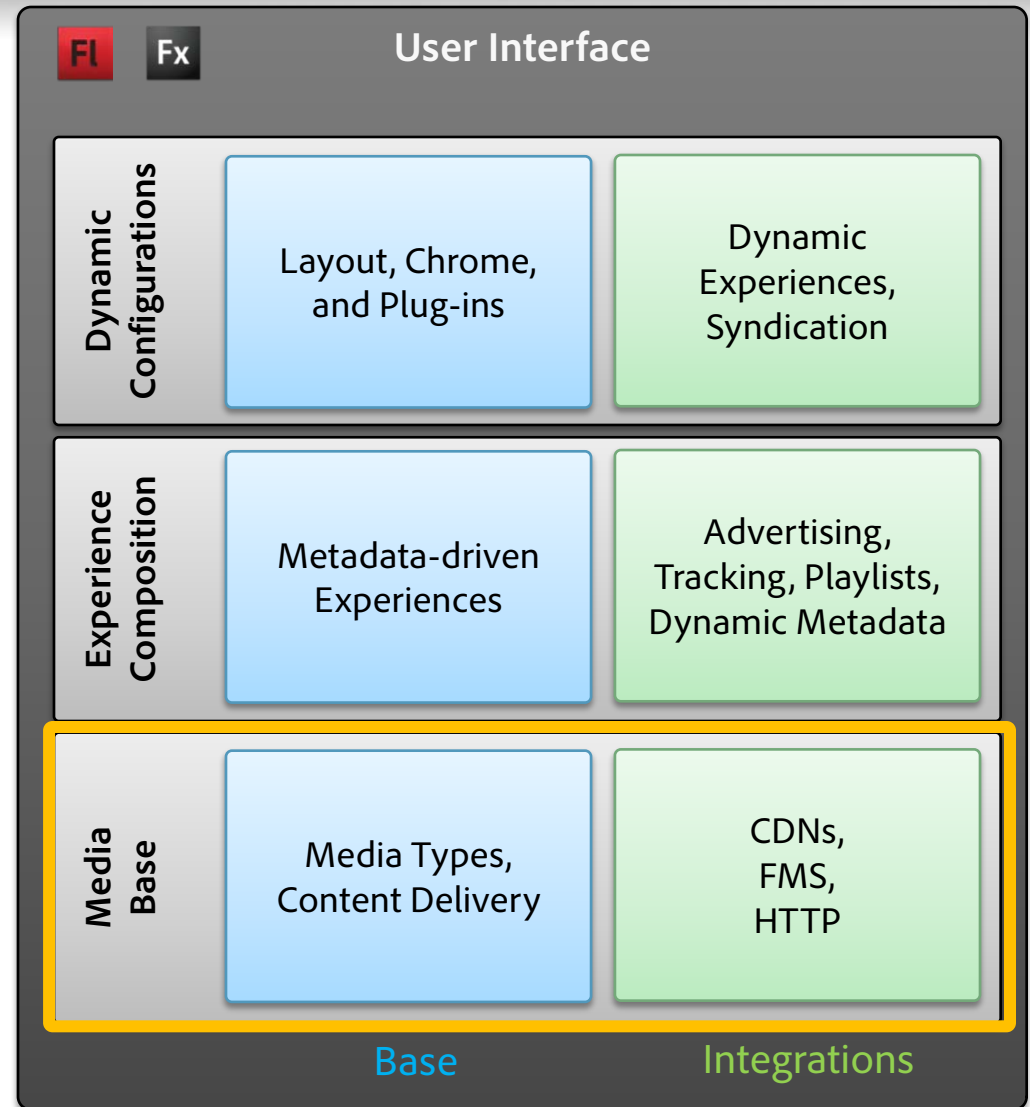 Fl Fx User Interface
Dynamic
Configurations
Layout, Chrome,
and Plug-ins
Dynamic
Experiences,
Syndication
Experience
Composition
Metadata-driven
Experiences
Advertising,
Tracking, Playlists,
Dynamic Metadata
Media
Base
Media Types,
Content Delivery
CDNs,
FMS,
HTTP
Base
Integrations